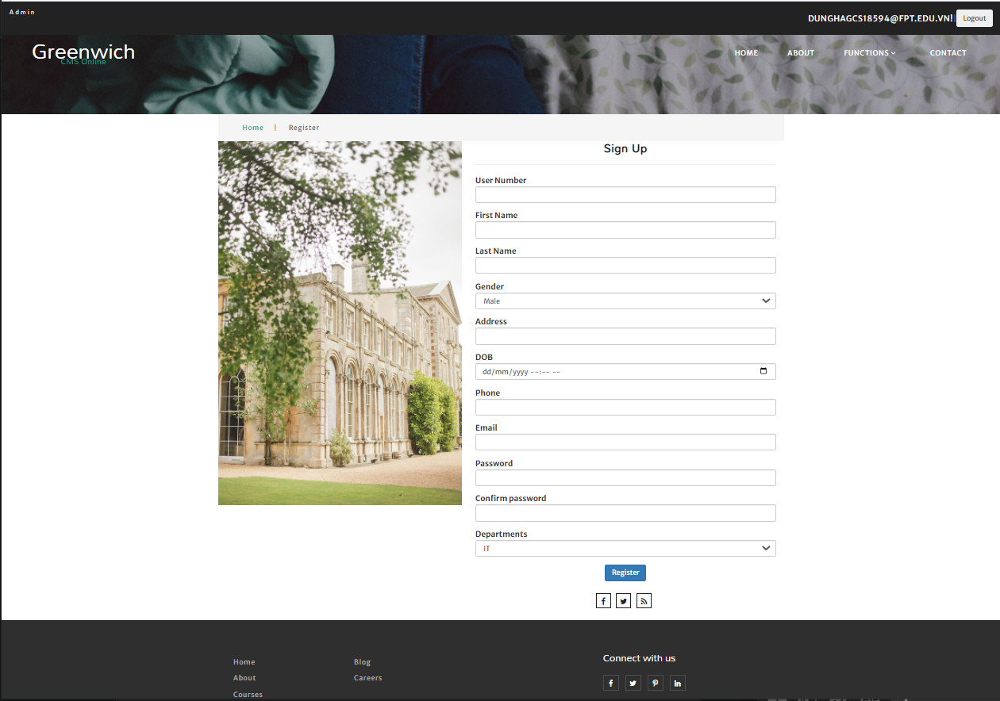 Admin
DUNGHAGCS18594@FPT.EDU.VN! Logout
Greenwich
CMS Online
HOME ABOUT FUNCTIONS CONTACT
Home | Register
Sign Up
User Number
First Name
Last Name
Gender
Male
Address
DOB
dd/mm/yyyy --:-- --
Phone
Email
Password
Confirm password
Departments
IT
Register
Connect with us
Home Blog
About Careers
Courses